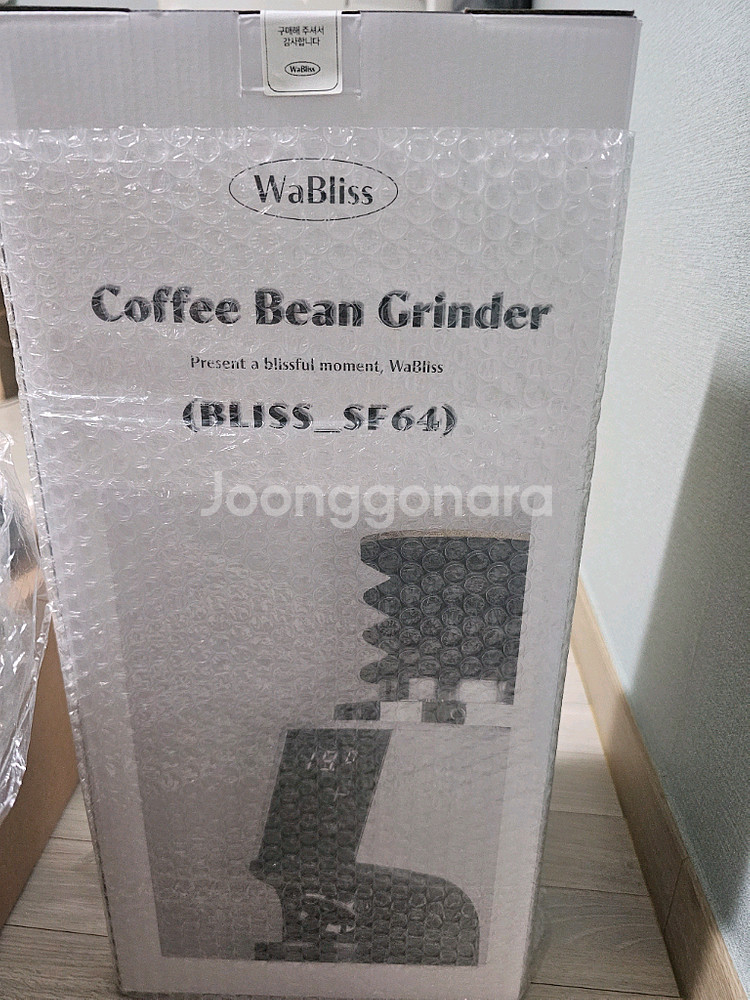 구매해 주셔서
감사합니다
WaBliss
WaBliss
Coffee Bean Grinder
Present a blissful moment, WaBliss
(BLISS_SF64)
Joonggonara